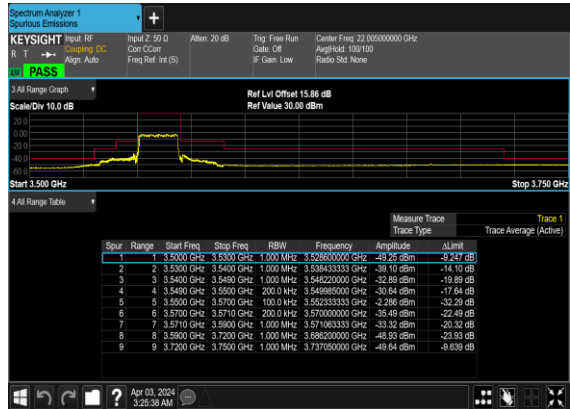 Spectrum Analyzer 1
Spurious Emissions
+
KEYSIGHT Input: RF Input Z: 50 Ω Atten: 20 dB Trig: Free Run Center Freq: 22.005000000 GHz
R T Coupling: DC Corr CCorr Gate: Off Avg|Hold: 100/100
Align: Auto Freq Ref: Int (S) IF Gain: Low Radio Std: None
PASS
3 All Range Graph
Ref Lvl Offset 15.86 dB
Scale/Div 10.0 dB Ref Value 30.00 dBm
20.0
0.00
-20.0
-40.0
-60.0
Start 3.500 GHz Stop 3.750 GHz
4 All Range Table
Measure Trace Trace 1
Trace Type Trace Average (Active)
Spur Range Start Freq Stop Freq RBW Frequency Amplitude ΔLimit
1 1 3.5000 GHz 3.5300 GHz 1.000 MHz 3.528600000 GHz -49.25 dBm -9.247 dB
2 2 3.5300 GHz 3.5400 GHz 1.000 MHz 3.538433333 GHz -39.10 dBm -14.10 dB
3 3 3.5400 GHz 3.5490 GHz 1.000 MHz 3.548220000 GHz -32.89 dBm -19.89 dB
4 4 3.5490 GHz 3.5500 GHz 200.0 kHz 3.549985000 GHz -30.64 dBm -17.64 dB
5 5 3.5500 GHz 3.5700 GHz 100.0 kHz 3.552333333 GHz -2.286 dBm -32.29 dB
6 6 3.5700 GHz 3.5710 GHz 200.0 kHz 3.570000000 GHz -35.49 dBm -22.49 dB
7 7 3.5710 GHz 3.5900 GHz 1.000 MHz 3.571063333 GHz -33.32 dBm -20.32 dB
8 8 3.5900 GHz 3.7200 GHz 1.000 MHz 3.686200000 GHz -48.93 dBm -23.93 dB
9 9 3.7200 GHz 3.7500 GHz 1.000 MHz 3.737050000 GHz -49.64 dBm -9.639 dB
? Apr 03, 2024
3:25:38 AM